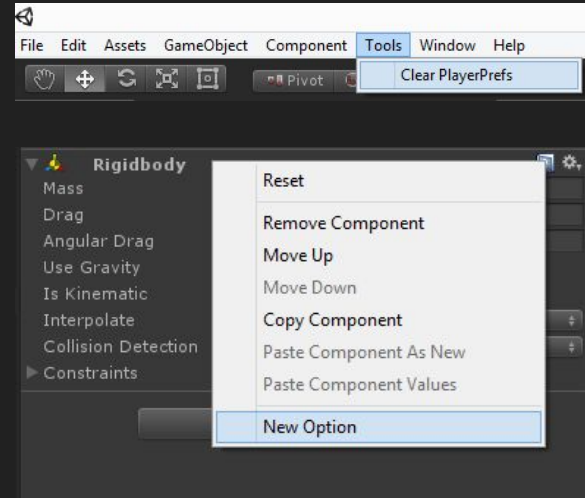 File Edit Assets GameObject Component Tools Window Help
Pivot Clear PlayerPrefs
Rigidbody
Reset
Mass
Drag
Remove Component
Angular Drag
Move Up
Use Gravity
Is Kinematic
Move Down
Interpolate
Copy Component
Collision Detection
Paste Component As New
Constraints
Paste Component Values
New Option